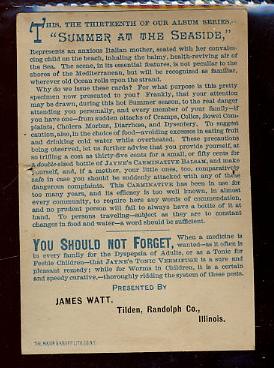 THIS, THE THIRTEENTH OF OUR ALBUM SERIES,—
"SUMMER AT THE SEASIDE,"
Represents an anxious Italian mother, seated with her convales-
cing child on the beach, inhaling the balmy, health-reviving air of
the Sea. The scene, in its essential features, is peculiar to the
shores of the Mediterranean, but will be recognized as familiar,
wherever old Ocean rolls upon the strand.
Why do we issue these cards? For what purpose is this pretty
specimen now presented to you? Frankly, that your attention
may be drawn, during this hot Summer season, to the real danger
attending you personally, and every member of your family—if
you have one—from sudden attacks of Cramps, Colics, Bowel Com-
plaints, Cholera Morbus, Diarrhœa, and Dysentery. To suggest
caution, also, in the choice of food—avoiding excesses in eating fruit
and drinking cold water while overheated. These precautions
being observed, let us further advise that you provide yourself, at
so trifling a cost as thirty-five cents for a small, or fifty cents for
a double-sized bottle of JAYNE'S CARMINATIVE BALSAM, and make
yourself, and, if a mother, your little ones, too, comparatively
safe in case you should be suddenly attacked with any of these
dangerous complaints. This CARMINATIVE has been in use for
too many years, and its efficacy is too well known, in almost
every community, to require here any words of commendation,
and no prudent person will fail to always have a bottle of it at
hand. To persons travelling—subject as they are to constant
changes in food and water—a word should be sufficient.
YOU SHOULD NOT FORGET, When a medicine is
wanted—as it often is
in every family for the Dyspepsia of Adults, or as a Tonic for
Feeble Children—that JAYNE'S TONIC VERMIFUGE is a sure and
pleasant remedy; while for Worms in Children, it is a certain
and speedy curative,—thoroughly ridding the system of these pests.
PRESENTED BY
JAMES WATT,
Tilden, Randolph Co.,
Illinois.
THE MAJOR & KNAPP LITH. CO. N.Y.